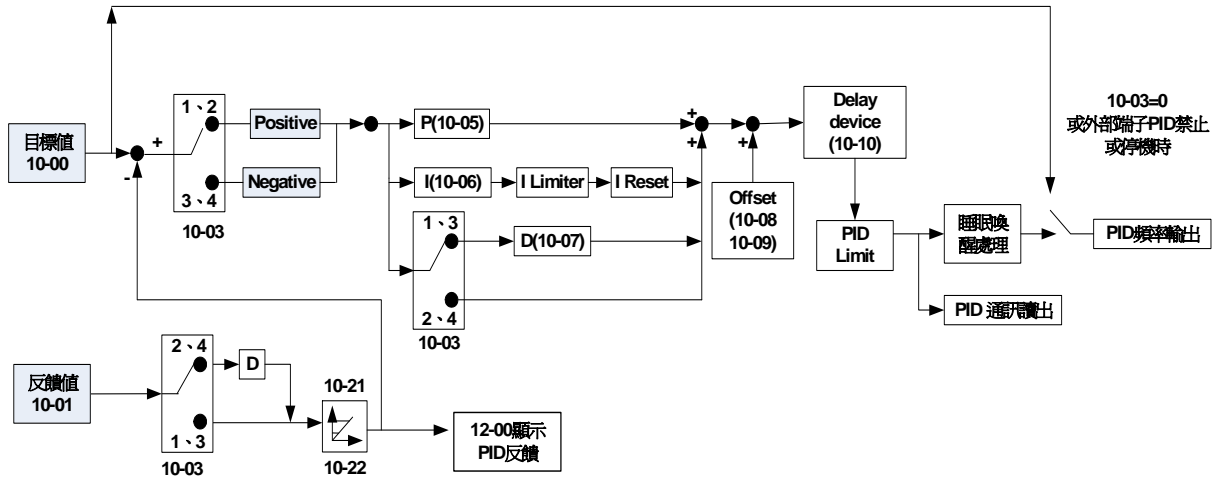 目標值
10-00
+
-
1、2
3、4
10-03
Positive
Negative
P(10-05)
I(10-06)
I Limiter
I Reset
1、3
2、4
10-03
D(10-07)
+
+
+
+
Offset
(10-08
10-09)
Delay
device
(10-10)
PID
Limit
睡眠喚
醒處理
PID 通訊讀出
10-03=0
或外部端子PID禁止
或停機時
PID頻率輸出
反饋值
10-01
2、4
1、3
10-03
D
10-21
10-22
12-00顯示
PID反饋